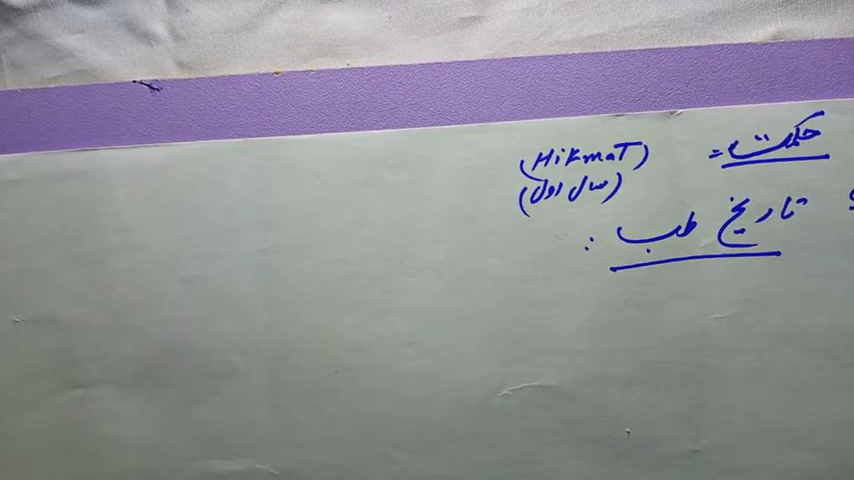 حکمت = (HikmaT)
(سال اول)
تاریخ طب :